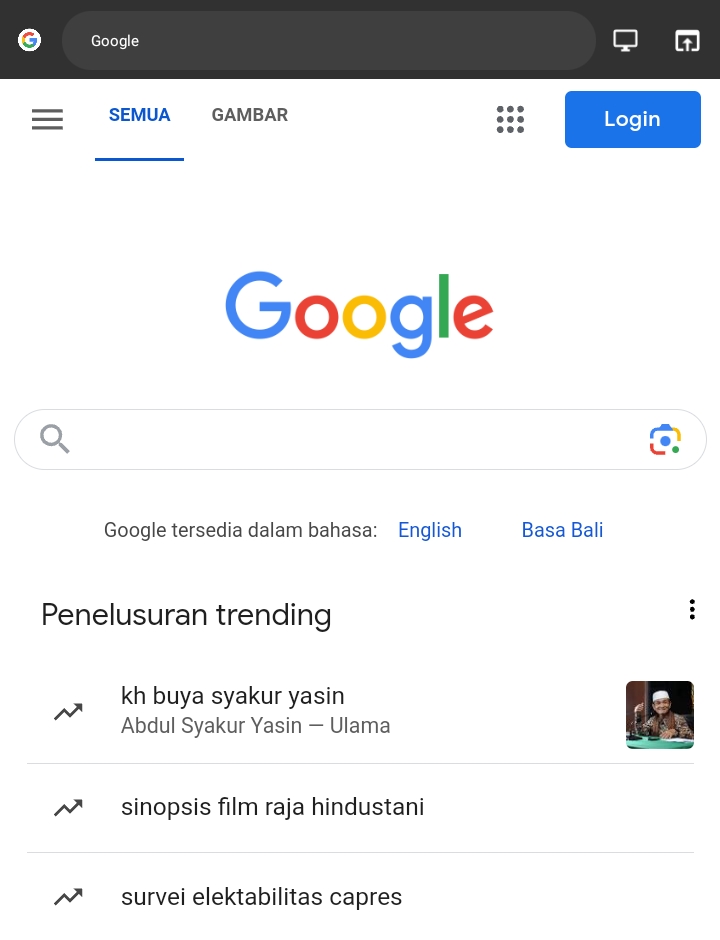 Google
SEMUA GAMBAR Login
Google
Google tersedia dalam bahasa: English Basa Bali
Penelusuran trending
kh buya syakur yasin
Abdul Syakur Yasin — Ulama
sinopsis film raja hindustani
survei elektabilitas capres